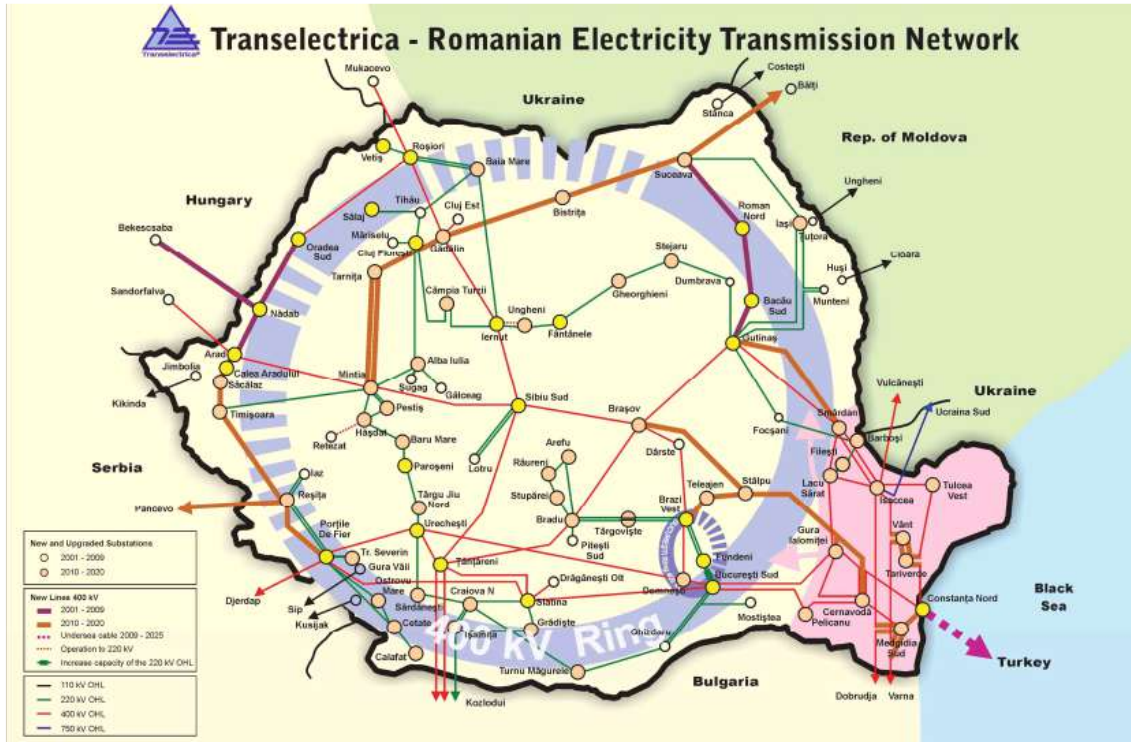 Transelectrica®
Transelectrica - Romanian Electricity Transmission Network
Mukacevo
Ukraine
Costești
Bălți
Stânca
Rep. of Moldova
Vetiș
Roșiori
Baia Mare
Suceava
Ungheni
Hungary
Tihău
Cluj Est
Sălaj
Bistrița
Roman
Nord
Iași
Țuțora
Bekescsaba
Oradea
Sud
Mărișelu
Gădălin
Cluj Florești
Stejaru
Cioara
Tarnița
Dumbrava
Huși
Munteni
Sandorfalva
Câmpia Turzii
Gheorghieni
Bacău
Sud
Nădab
Ungheni
Iernut
Fântânele
Gutinaș
Arad
Jimbolia
Calea Aradului
Săcălaz
Alba Iulia
Mintia
Șugag
Gâlceag
Vulcănești
Ukraine
Kikinda
Timișoara
Pestiș
Sibiu Sud
Brașov
Smârdan
Ucraina Sud
Hășdat
Focșani
Barboși
Retezat
Baru Mare
Arefu
Dârste
Filești
Serbia
Iaz
Paroșeni
Lotru
Râureni
Teleajen
Stâlpu
Lacu
Sărat
Isaccea
Tulcea
Vest
Reșița
Târgu Jiu
Nord
Stupărei
Brazi
Vest
Pancevo
Porțile
De Fier
Urechești
Bradu
Târgoviște
Gura
Ialomiței
Vânt
New and Upgraded Substations
2001 - 2009
2010 - 2020
Tr. Severin
Gura Văii
Țânțăreni
Pitești
Sud
Fundeni
Tariverde
Ostrovu
Mare
Drăgănești Olt
București Sud
Domnești
Black
Sea
New Lines 400 kV
2001 - 2009
2010 - 2020
Undersea cable 2009 - 2025
Operation to 220 kV
Increase capacity of the 220 kV OHL
Djerdap
Sip
Sărdănești
Craiova N
Slatina
Mostiștea
Pelicanu
Cernavodă
Constanța Nord
Kusijak
Cetate
Ișalnița
Grădiște
Ghizdaru
Medgidia
Sud
400 kV Ring
Calafat
Turnu Măgurele
Turkey
110 kV OHL
220 kV OHL
400 kV OHL
750 kV OHL
Kozlodui
Bulgaria
Dobrudja
Varna